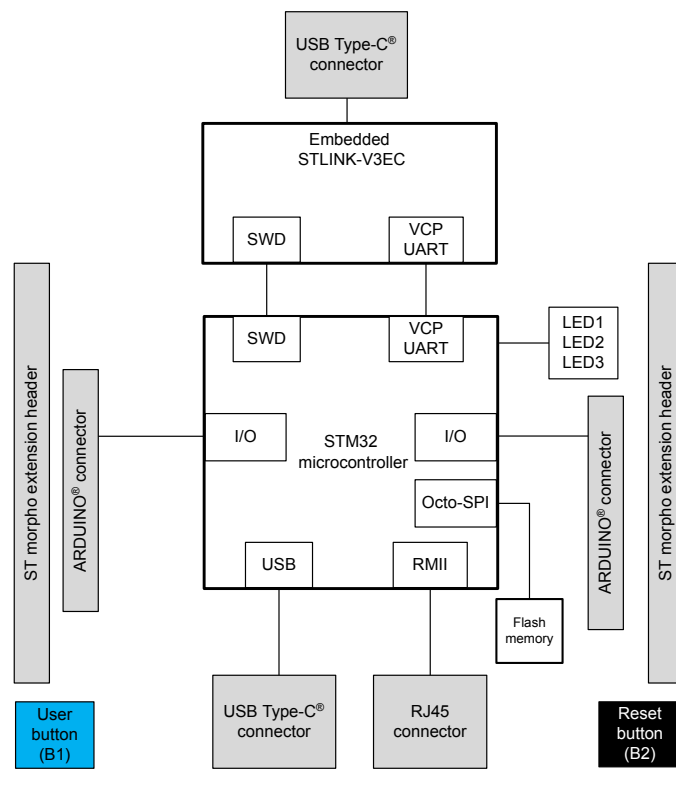 USB Type-C®
connector
Embedded
STLINK-V3EC
SWD
VCP
UART
SWD
VCP
UART
LED1
LED2
LED3
ST morpho extension header
ARDUINO® connector
I/O
STM32
microcontroller
I/O
Octo-SPI
USB
RMII
Flash
memory
ARDUINO® connector
ST morpho extension header
User
button
(B1)
USB Type-C®
connector
RJ45
connector
Reset
button
(B2)